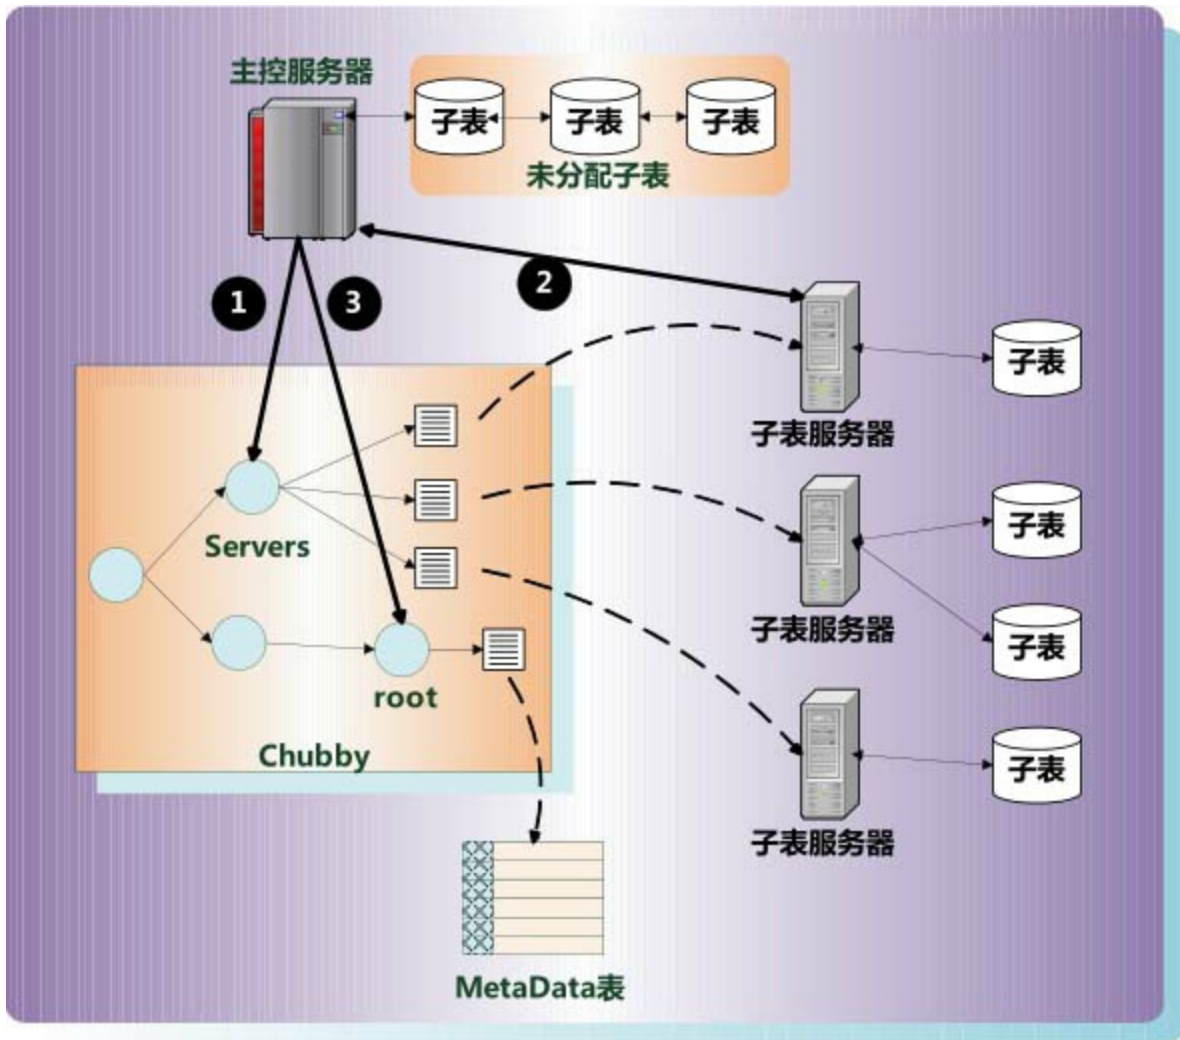 主控服务器
子表
子表
子表
未分配子表
1
3
2
子表
子表服务器
Servers
子表
子表服务器
子表
root
Chubby
子表
子表服务器
MetaData表